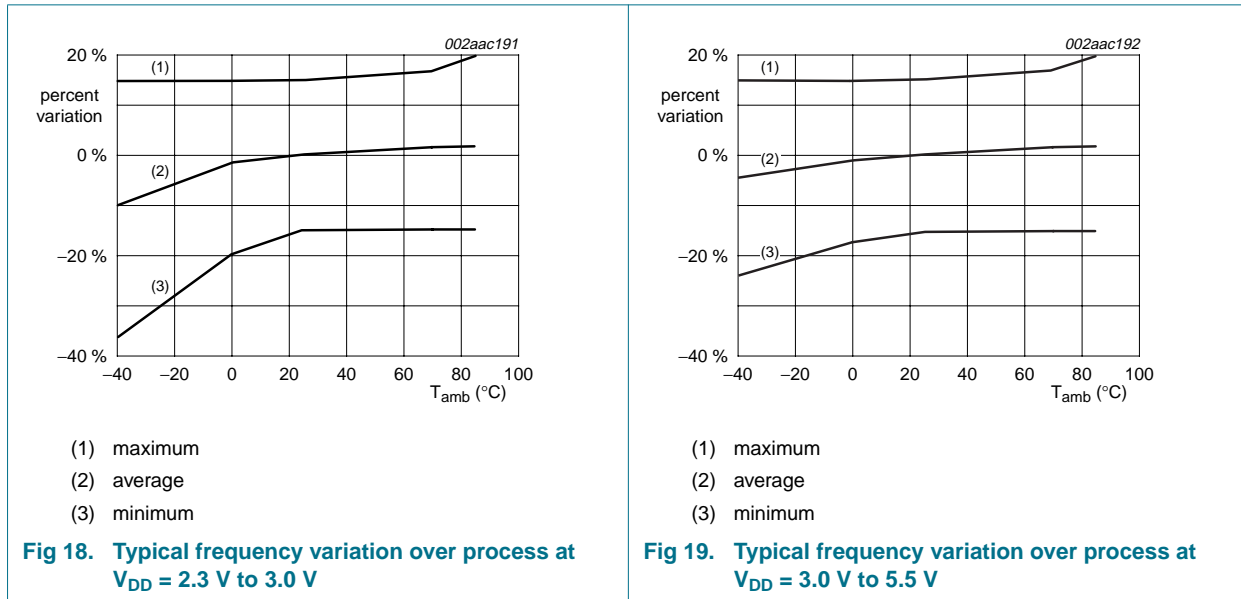 002aac191
20 %
percent
variation
0 %
−20 %
−40 %
(1)
(2)
(3)
−40 −20 0 20 40 60 80 100
Tamb (°C)
(1) maximum
(2) average
(3) minimum
Fig 18. Typical frequency variation over process at
VDD = 2.3 V to 3.0 V
002aac192
20 %
percent
variation
0 %
−20 %
−40 %
(1)
(2)
(3)
−40 −20 0 20 40 60 80 100
Tamb (°C)
(1) maximum
(2) average
(3) minimum
Fig 19. Typical frequency variation over process at
VDD = 3.0 V to 5.5 V